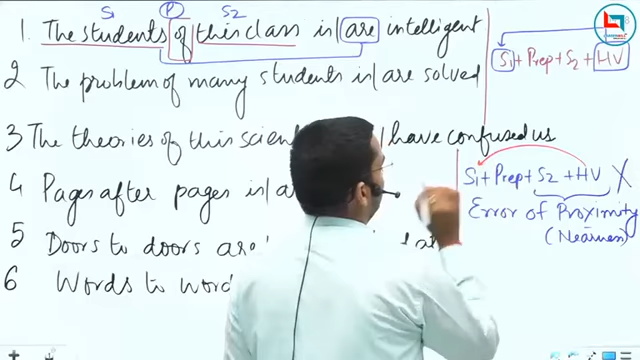 S1 P S2
1. The students of this class is/are intelligent
S1 + Prep + S2 + HV
2 The problem of many students is/are solved
3 The theories of this have confused us
S1 + Prep + S2 + HV X
4 Pages after pages is/
Error of Proximity
(Nearness)
5 Doors to doors are
6 Words to